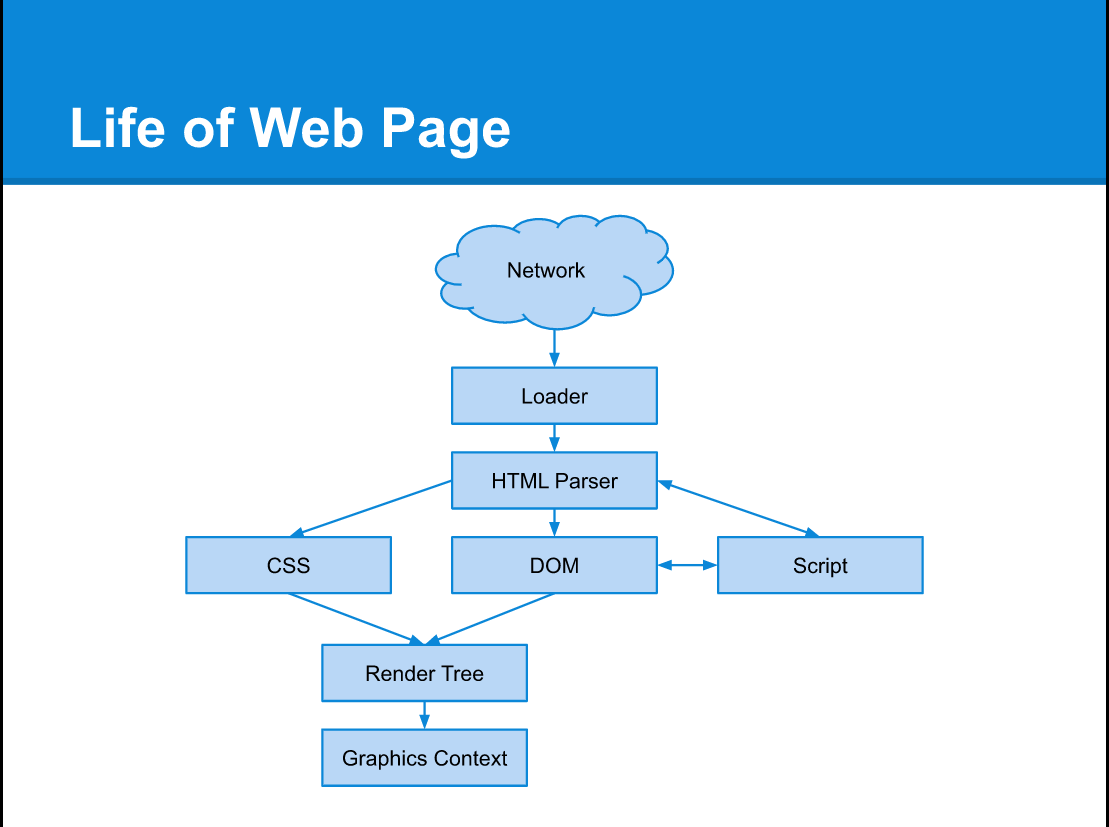 Life of Web Page
Network
Loader
HTML Parser
CSS
DOM
Script
Render Tree
Graphics Context